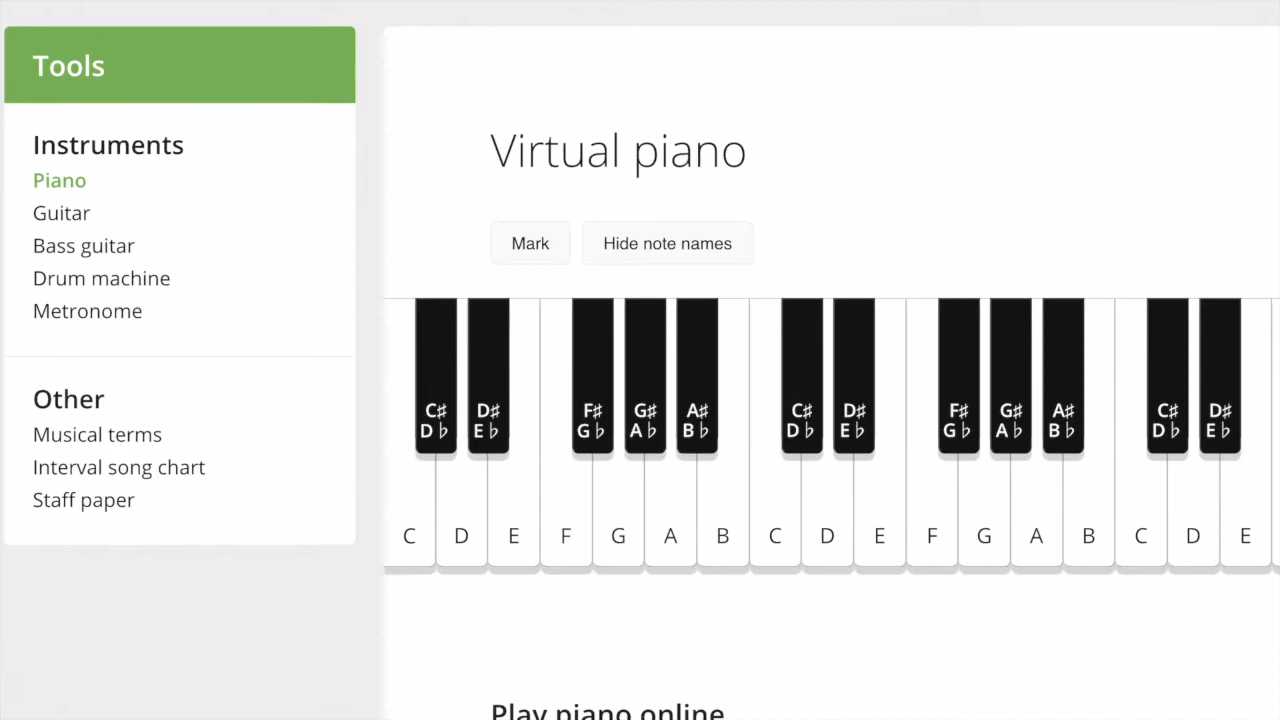 Tools
Instruments
Piano
Guitar
Bass guitar
Drum machine
Metronome
Other
Musical terms
Interval song chart
Staff paper
Virtual piano
Mark Hide note names
C♯ D♯ F♯ G♯ A♯ C♯ D♯ F♯ G♯ A♯ C♯ D♯
D♭ E♭ G♭ A♭ B♭ D♭ E♭ G♭ A♭ B♭ D♭ E♭
C D E F G A B C D E F G A B C D E
Play piano online